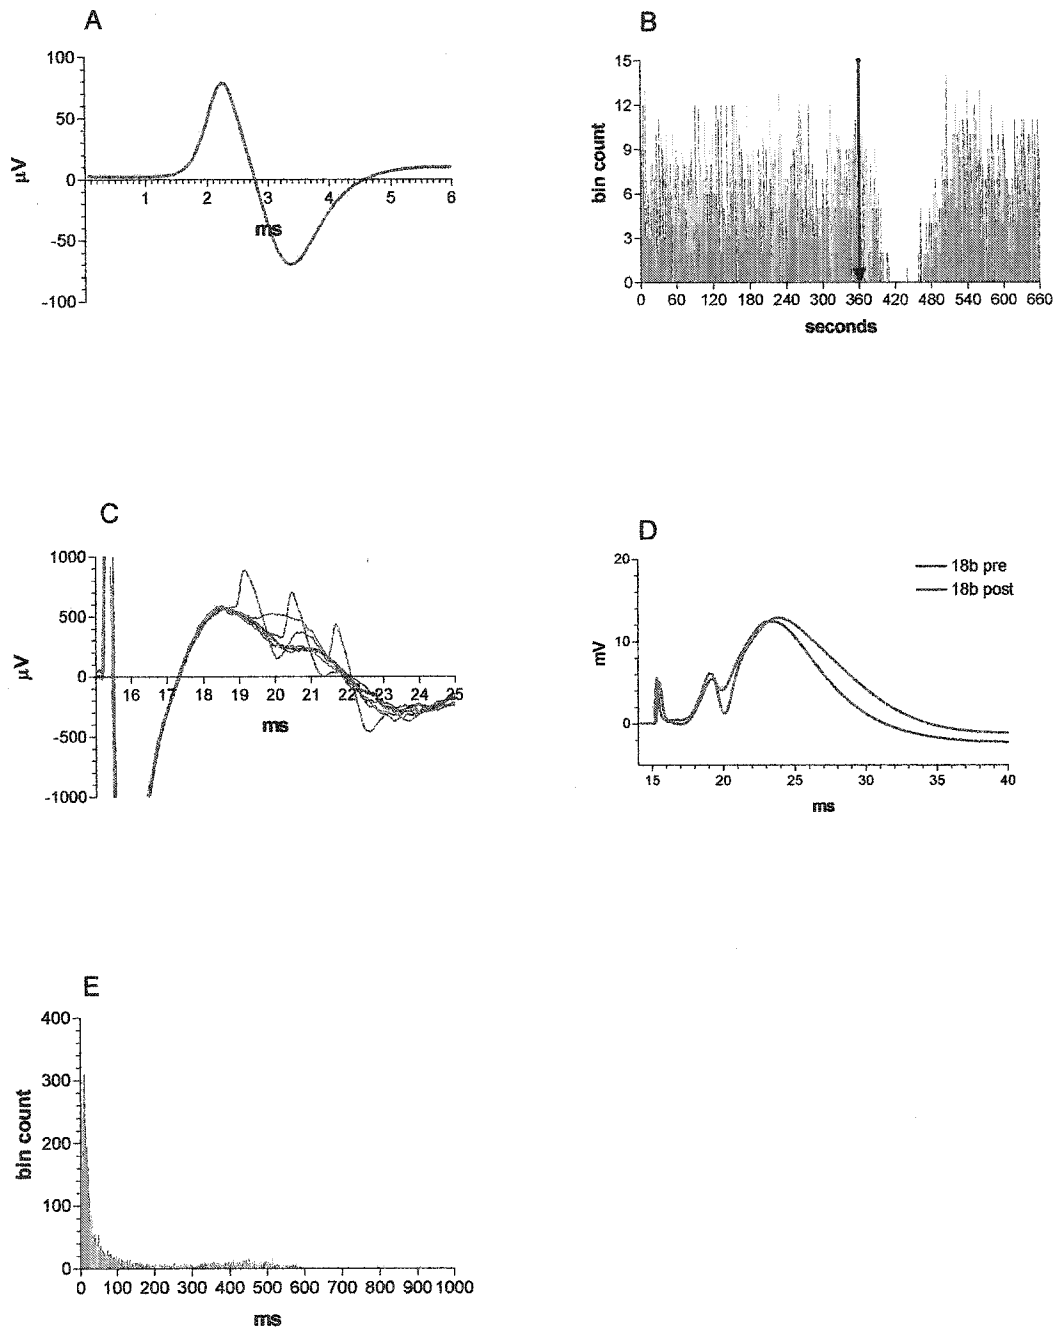 A
100
50
0
-50
-100
µV
1 2 3 4 5 6
ms
B
15
12
9
6
3
0
bin count
0 60 120 180 240 300 360 420 480 540 600 660
seconds
C
1000
500
0
-500
-1000
µV
16 17 18 19 20 21 22 23 24 25
ms
D
20
10
0
mV
18b pre
18b post
15 20 25 30 35 40
ms
E
400
300
200
100
0
bin count
0 100 200 300 400 500 600 700 800 900 1000
ms